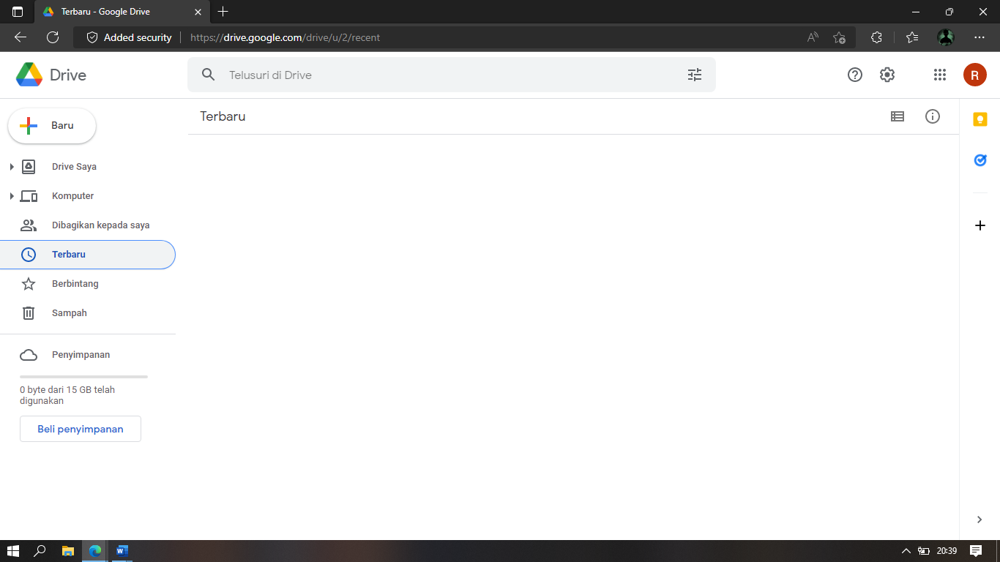 Terbaru - Google Drive
Added security
https://drive.google.com/drive/u/2/recent
Drive
Telusuri di Drive
R
Baru
Terbaru
Drive Saya
Komputer
Dibagikan kepada saya
Terbaru
Berbintang
Sampah
Penyimpanan
0 byte dari 15 GB telah
digunakan
Beli penyimpanan
20:39